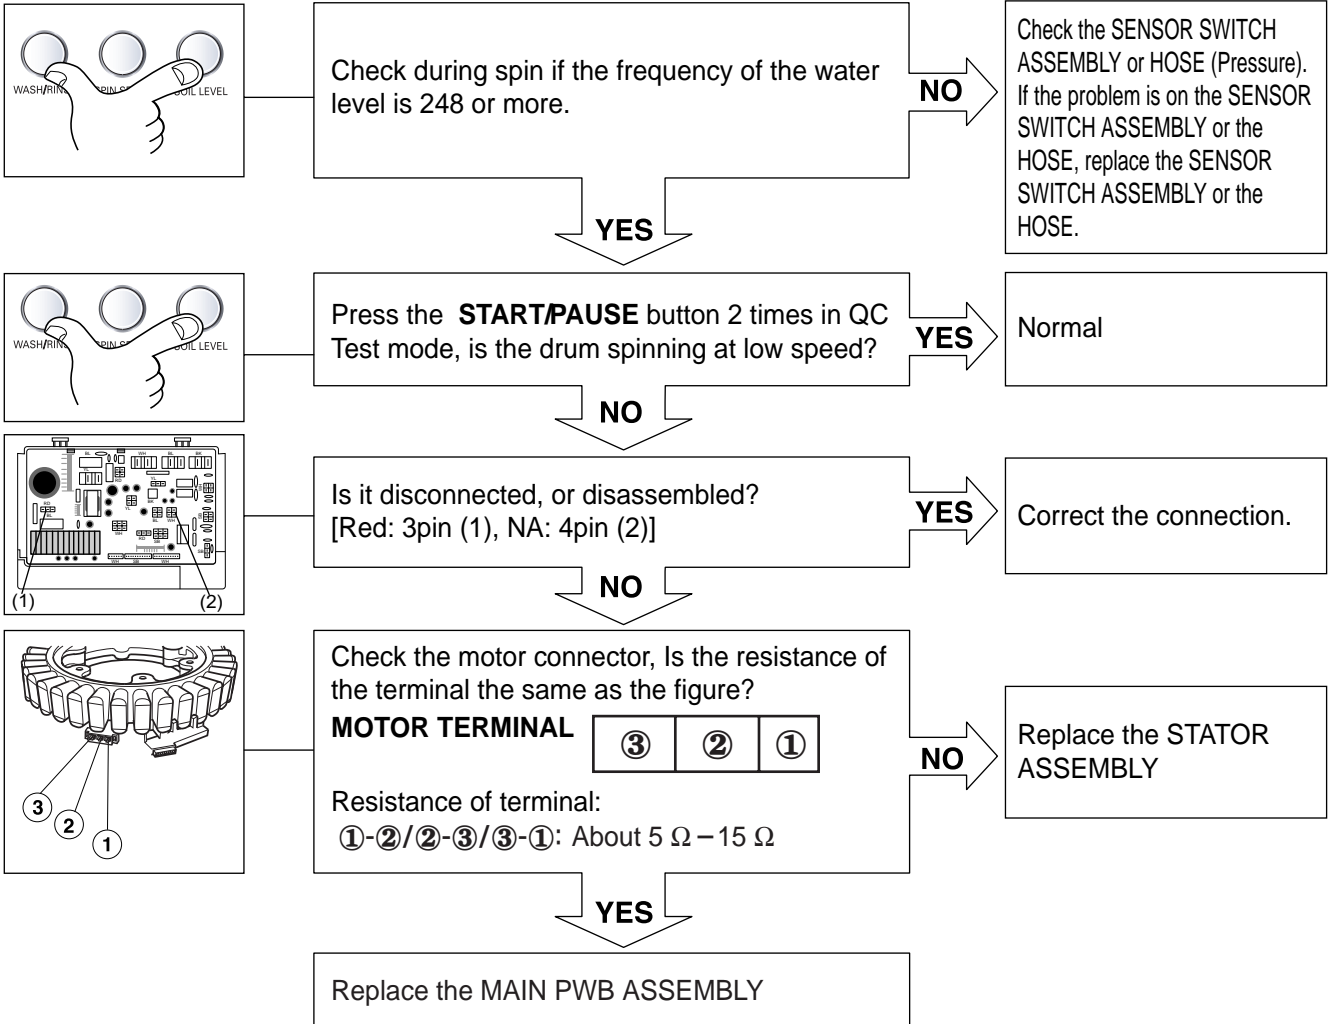 WASH/RIN
SPIN S
SOIL LEVEL
Check during spin if the frequency of the water
level is 248 or more.
NO
Check the SENSOR SWITCH
ASSEMBLY or HOSE (Pressure).
If the problem is on the SENSOR
SWITCH ASSEMBLY or the
HOSE, replace the SENSOR
SWITCH ASSEMBLY or the
HOSE.
YES
WASH/RIN
SPIN S
SOIL LEVEL
Press the START/PAUSE button 2 times in QC
Test mode, is the drum spinning at low speed?
YES
Normal
NO
(1) (2)
Is it disconnected, or disassembled?
[Red: 3pin (1), NA: 4pin (2)]
YES
Correct the connection.
NO
3
2
1
Check the motor connector, Is the resistance of
the terminal the same as the figure?
MOTOR TERMINAL ③ ② ①
Resistance of terminal:
①-②/②-③/③-①: About 5 Ω – 15 Ω
NO
Replace the STATOR
ASSEMBLY
YES
Replace the MAIN PWB ASSEMBLY